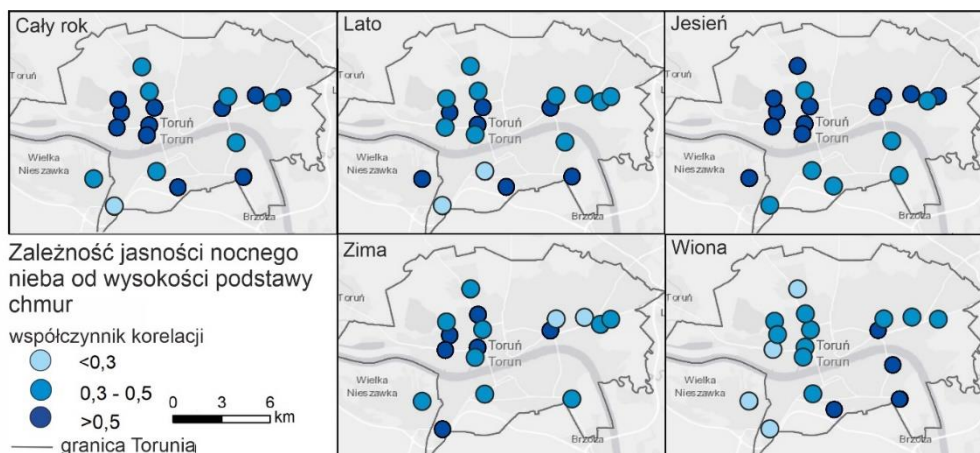 Cały rok
Toruń
Toruń
Toruń
Wielka
Nieszawka
Brzoza
Lato
Toruń
Toruń
Toruń
Wielka
Nieszawka
Brzoza
Jesień
Toruń
Toruń
Toruń
Wielka
Nieszawka
Brzoza
Zależność jasności nocnego
nieba od wysokości podstawy
chmur
współczynnik korelacji
<0,3
0,3 - 0,5
>0,5
0 3 6
km
granica Torunia
Zima
Toruń
Toruń
Toruń
Wielka
Nieszawka
Brzoza
Wiona
Toruń
Toruń
Toruń
Wielka
Nieszawka
Brzoza